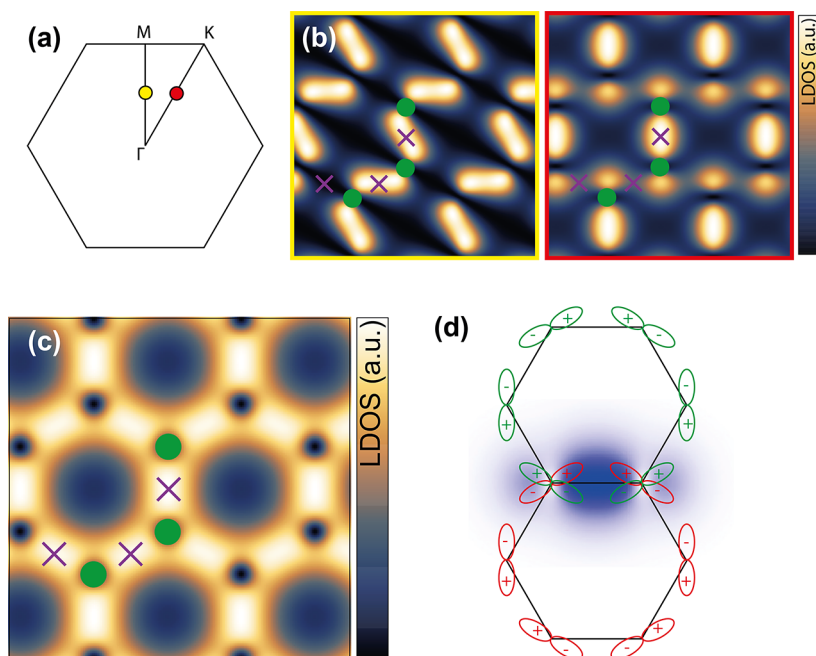 (a)
M
K
Γ
(b)
LDOS (a.u.)
(c)
LDOS (a.u.)
(d)
+ +
- -
- -
+ +
+ + + +
- - - -
- -
+ +
+ +
- -